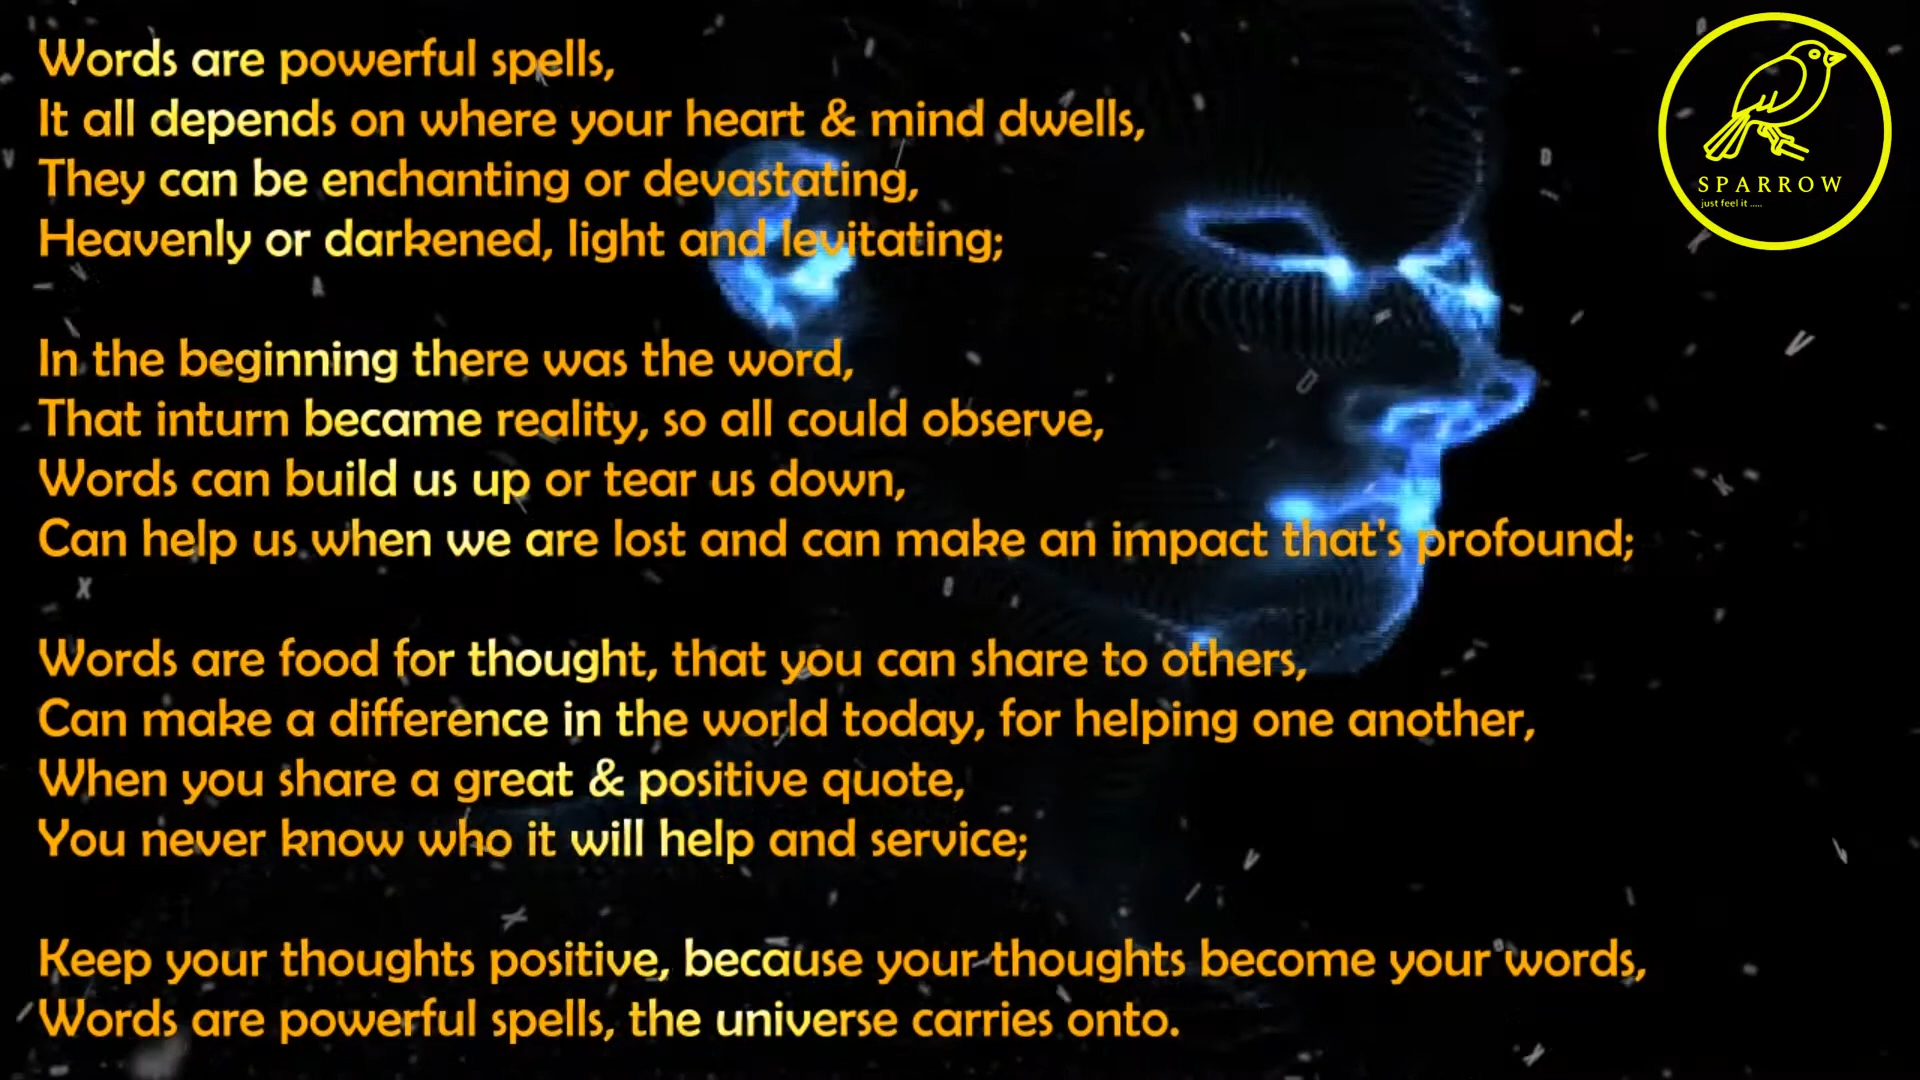 Words are powerful spells,
It all depends on where your heart & mind dwells,
They can be enchanting or devastating,
Heavenly or darkened, light and levitating;
In the beginning there was the word,
That inturn became reality, so all could observe,
Words can build us up or tear us down,
Can help us when we are lost and can make an impact that's profound;
Words are food for thought, that you can share to others,
Can make a difference in the world today, for helping one another,
When you share a great & positive quote,
You never know who it will help and service;
Keep your thoughts positive, because your thoughts become your words,
Words are powerful spells, the universe carries onto.
SPARROW
just feel it .....